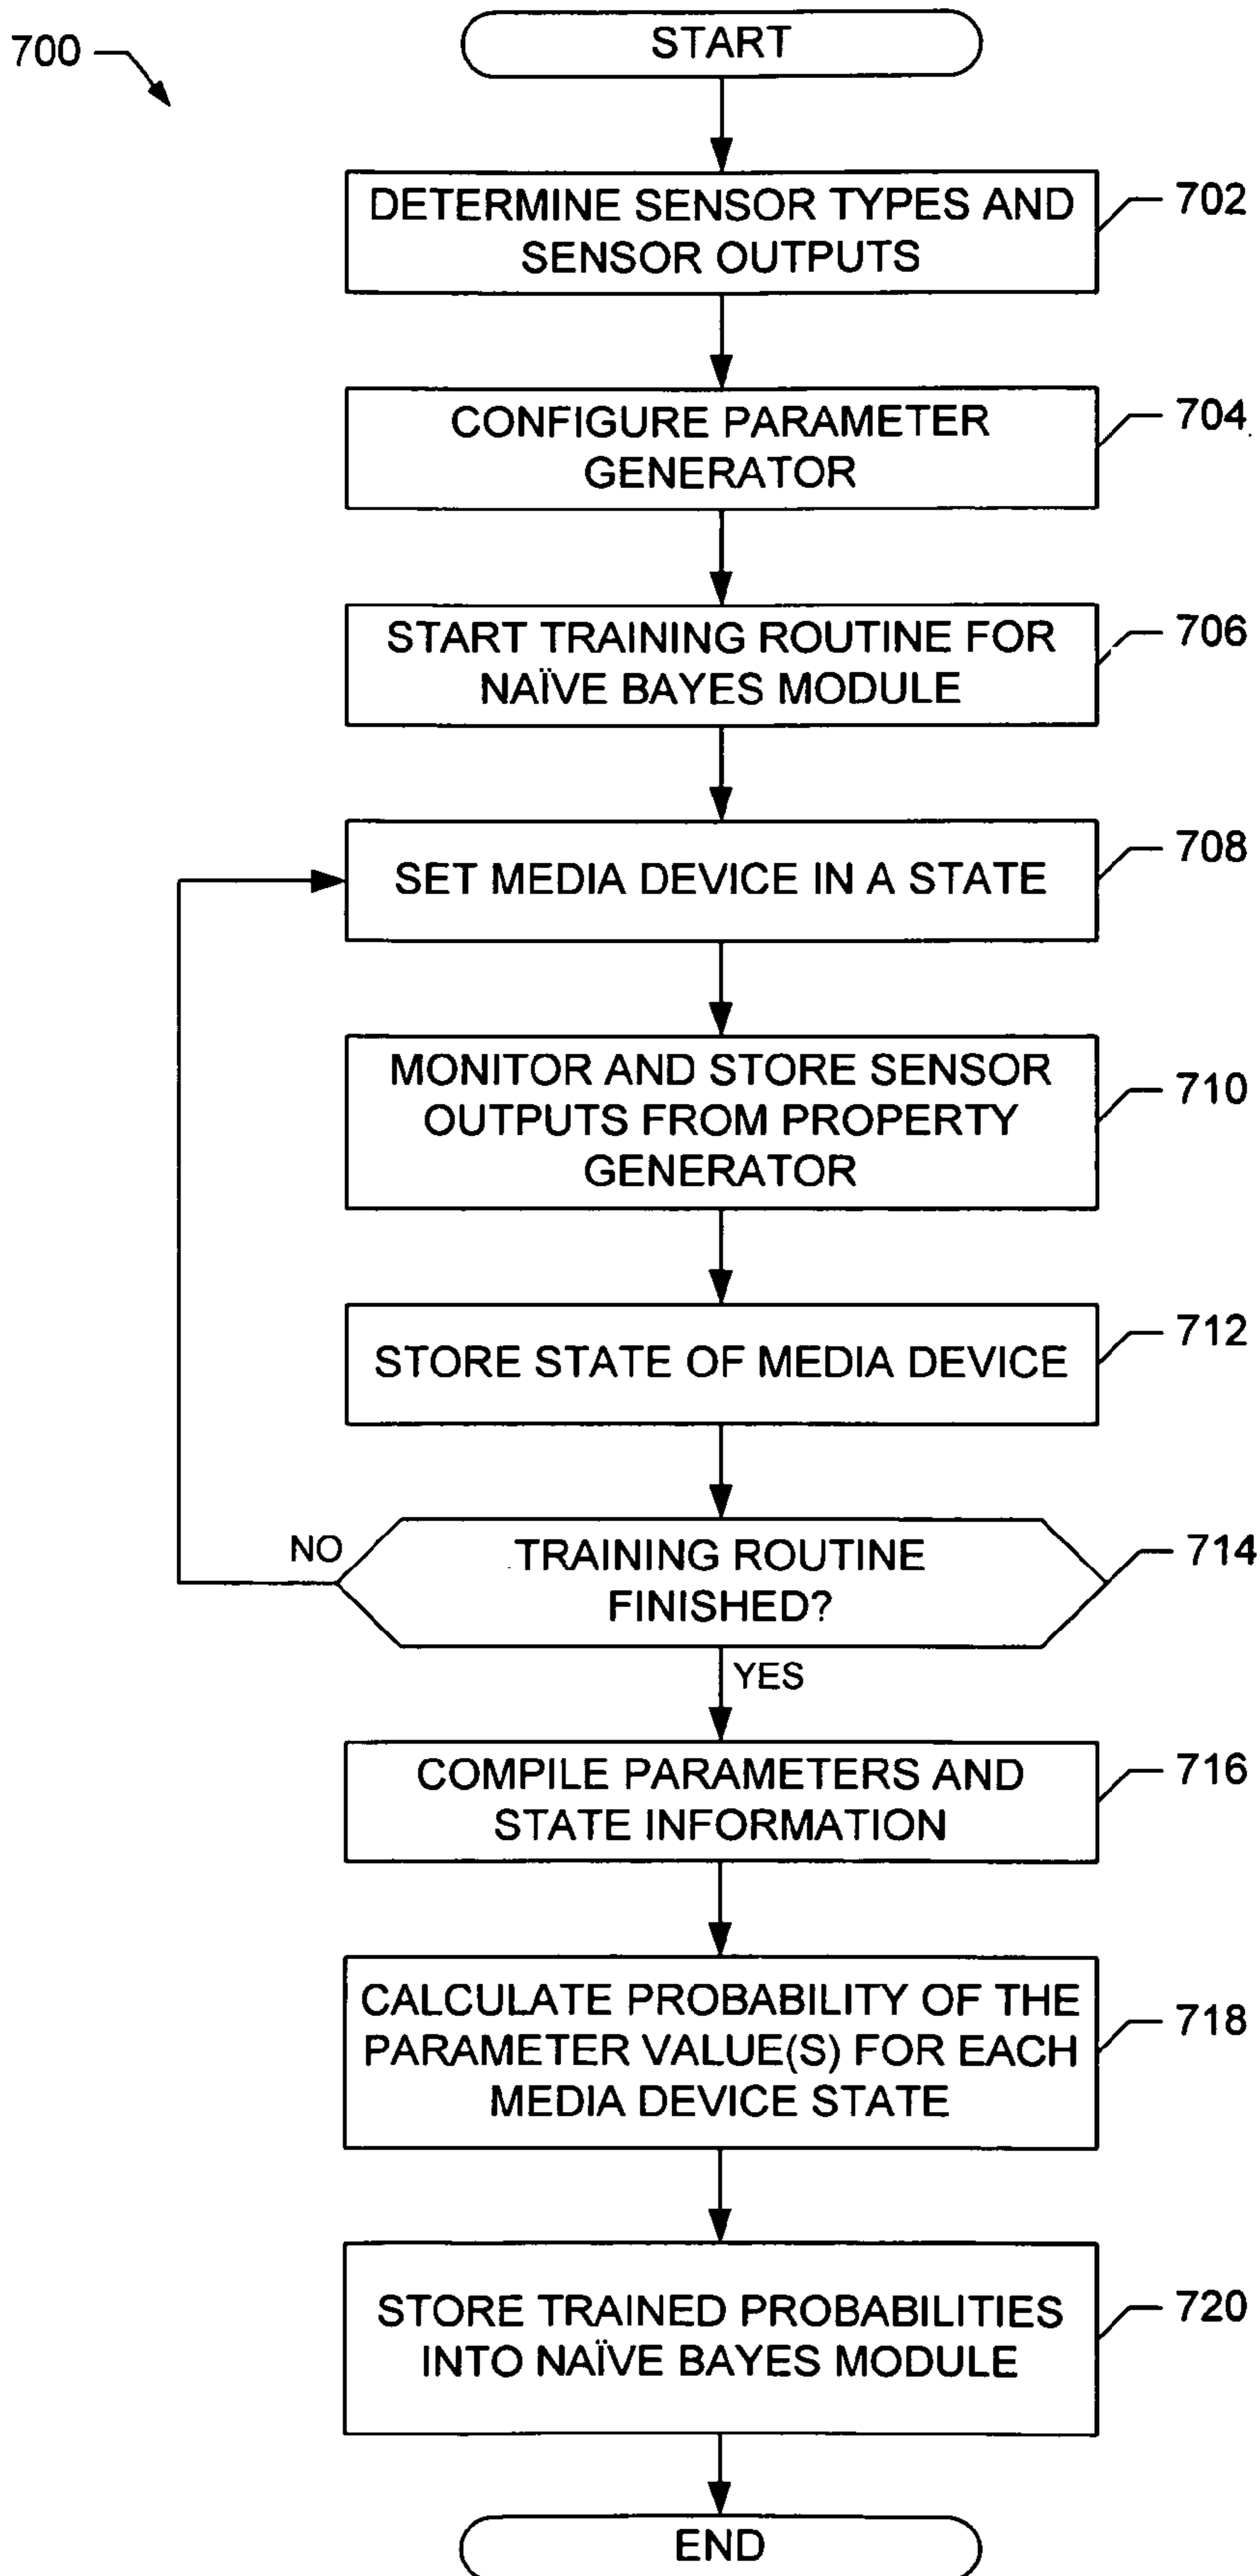 700
START
DETERMINE SENSOR TYPES AND
SENSOR OUTPUTS
702
CONFIGURE PARAMETER
GENERATOR
704
START TRAINING ROUTINE FOR
NAÏVE BAYES MODULE
706
SET MEDIA DEVICE IN A STATE
708
MONITOR AND STORE SENSOR
OUTPUTS FROM PROPERTY
GENERATOR
710
STORE STATE OF MEDIA DEVICE
712
NO
TRAINING ROUTINE
FINISHED?
714
YES
COMPILE PARAMETERS AND
STATE INFORMATION
716
CALCULATE PROBABILITY OF THE
PARAMETER VALUE(S) FOR EACH
MEDIA DEVICE STATE
718
STORE TRAINED PROBABILITIES
INTO NAÏVE BAYES MODULE
720
END